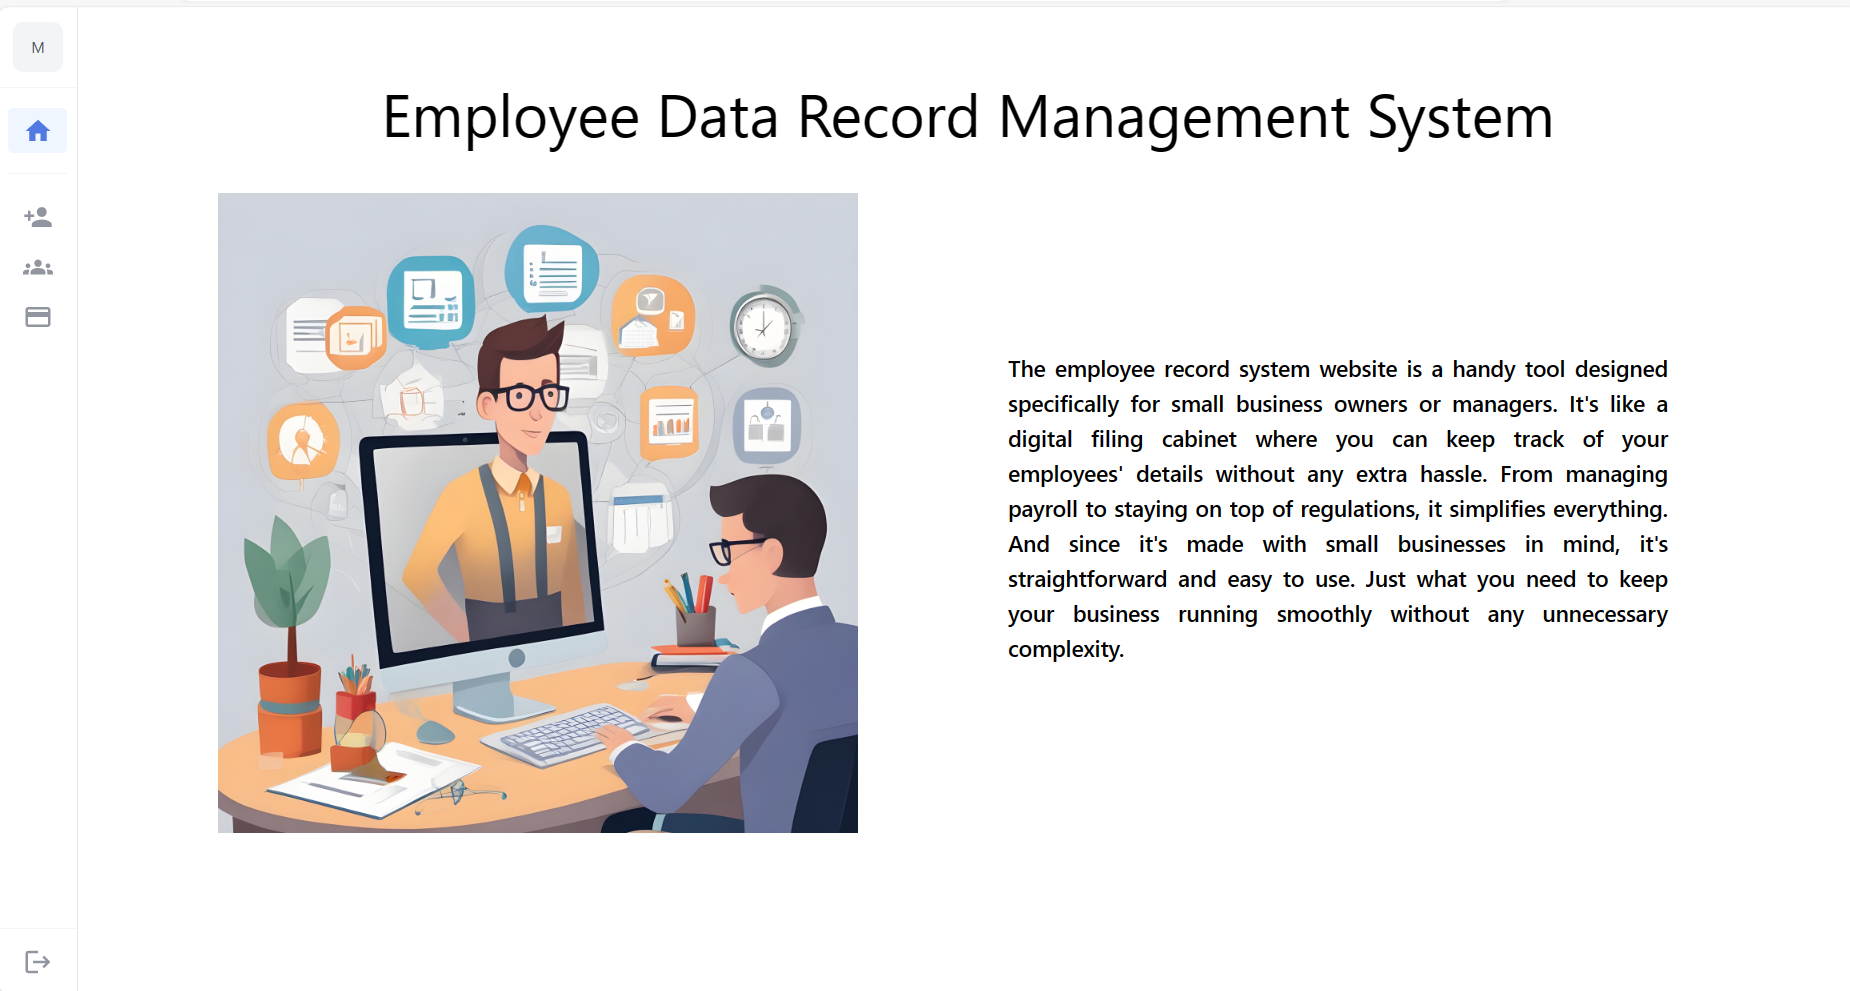 M
Employee Data Record Management System
The employee record system website is a handy tool designed
specifically for small business owners or managers. It's like a
digital filing cabinet where you can keep track of your
employees' details without any extra hassle. From managing
payroll to staying on top of regulations, it simplifies everything.
And since it's made with small businesses in mind, it's
straightforward and easy to use. Just what you need to keep
your business running smoothly without any unnecessary
complexity.